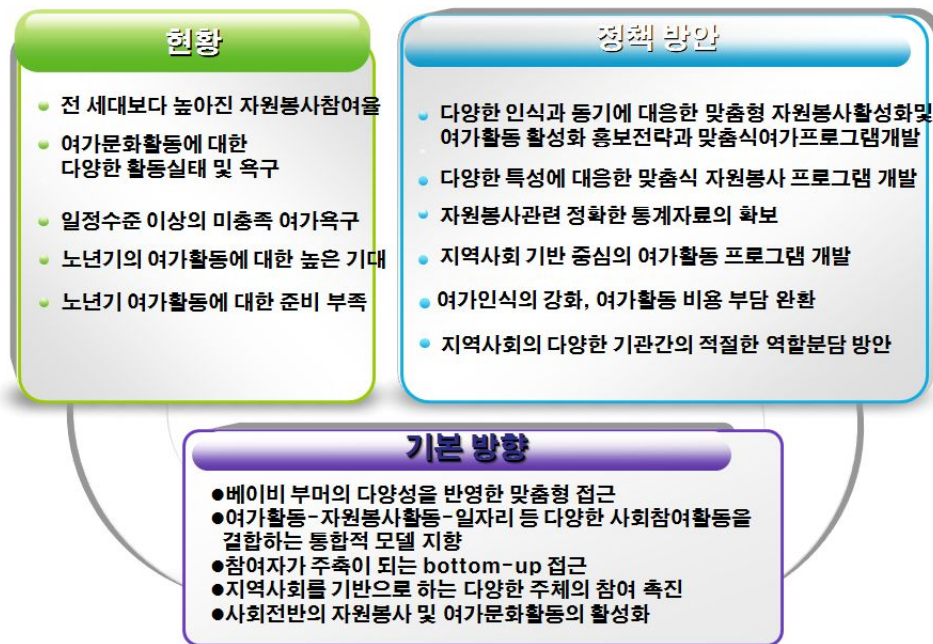 현황
전 세대보다 높아진 자원봉사참여율
여가문화활동에 대한
다양한 활동실태 및 욕구
일정수준 이상의 미충족 여가욕구
노년기의 여가활동에 대한 높은 기대
노년기 여가활동에 대한 준비 부족
정책 방안
다양한 인식과 동기에 대응한 맞춤형 자원봉사활성화및
여가활동 활성화 홍보전략과 맞춤식여가프로그램개발
다양한 특성에 대응한 맞춤식 자원봉사 프로그램 개발
자원봉사관련 정확한 통계자료의 확보
지역사회 기반 중심의 여가활동 프로그램 개발
여가인식의 강화, 여가활동 비용 부담 완환
지역사회의 다양한 기관간의 적절한 역할분담 방안
기본 방향
●베이비 부머의 다양성을 반영한 맞춤형 접근
●여가활동-자원봉사활동-일자리 등 다양한 사회참여활동을
결합하는 통합적 모델 지향
●참여자가 주축이 되는 bottom-up 접근
●지역사회를 기반으로 하는 다양한 주체의 참여 촉진
●사회전반의 자원봉사 및 여가문화활동의 활성화